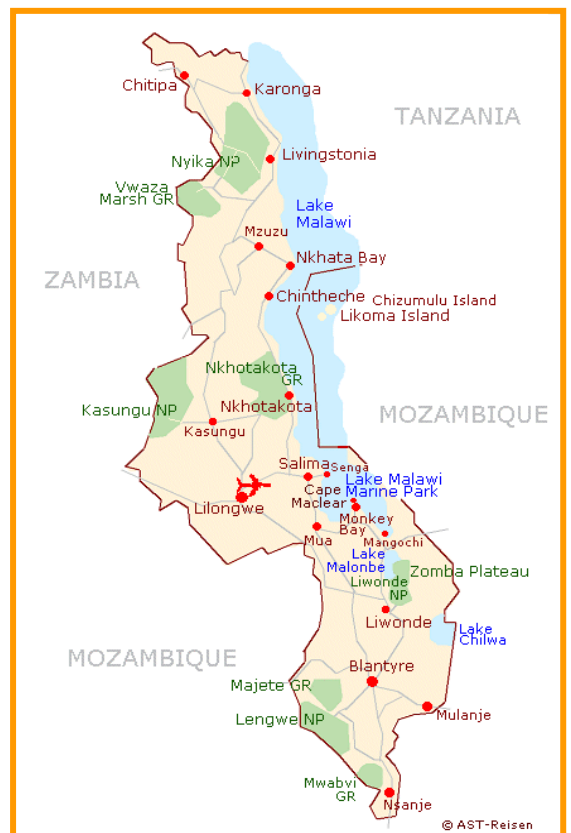 Chitipa
Karonga
TANZANIA
Nyika NP
Livingstonia
Vwaza
Marsh GR
Lake
Malawi
Mzuzu
Nkhata Bay
ZAMBIA
Chintheche
Chizumulu Island
Likoma Island
Nkhotakota
GR
Kasungu NP
Nkhotakota
MOZAMBIQUE
Kasungu
Salima
Senga
Lake Malawi
Marine Park
Cape
Maclear
Lilongwe
Monkey
Bay
Mua
Mangochi
Lake
Malonbe
Zomba Plateau
Liwonde
NP
Liwonde
Lake
Chilwa
MOZAMBIQUE
Blantyre
Majete GR
Lengwe NP
Mulanje
Mwabvi
GR
Nsanje
© AST-Reisen